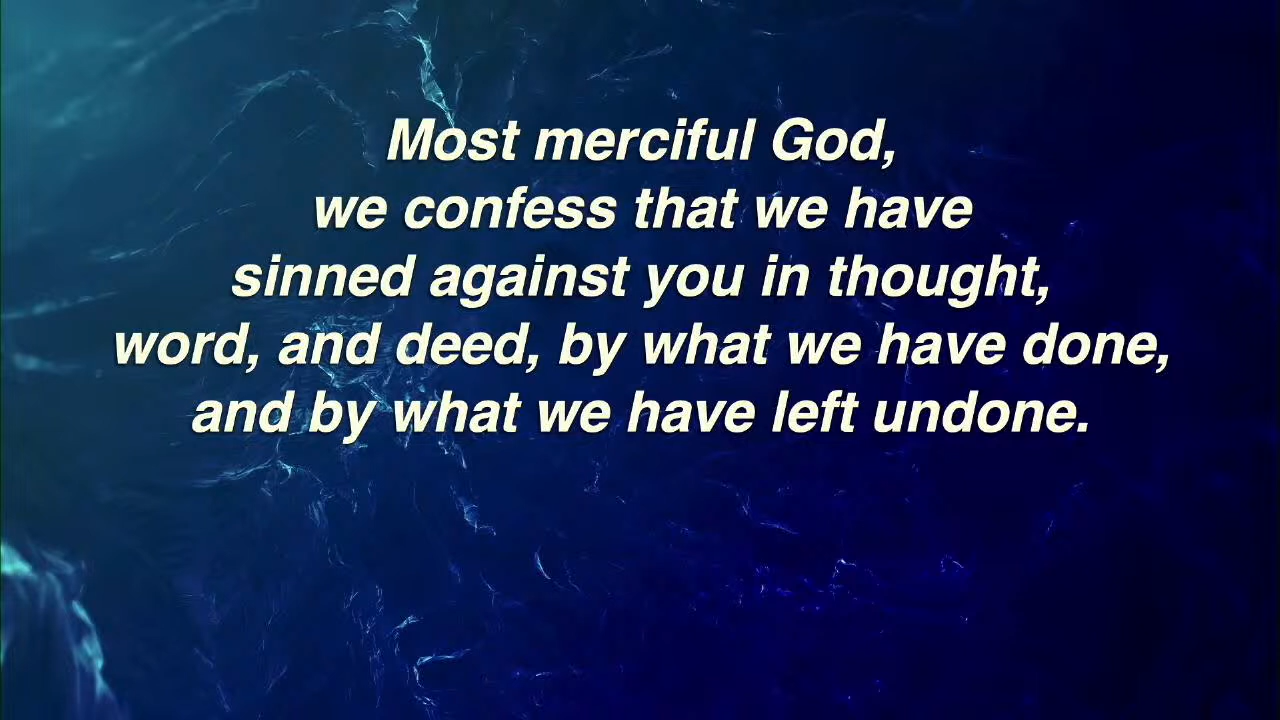 Most merciful God,
we confess that we have
sinned against you in thought,
word, and deed, by what we have done,
and by what we have left undone.